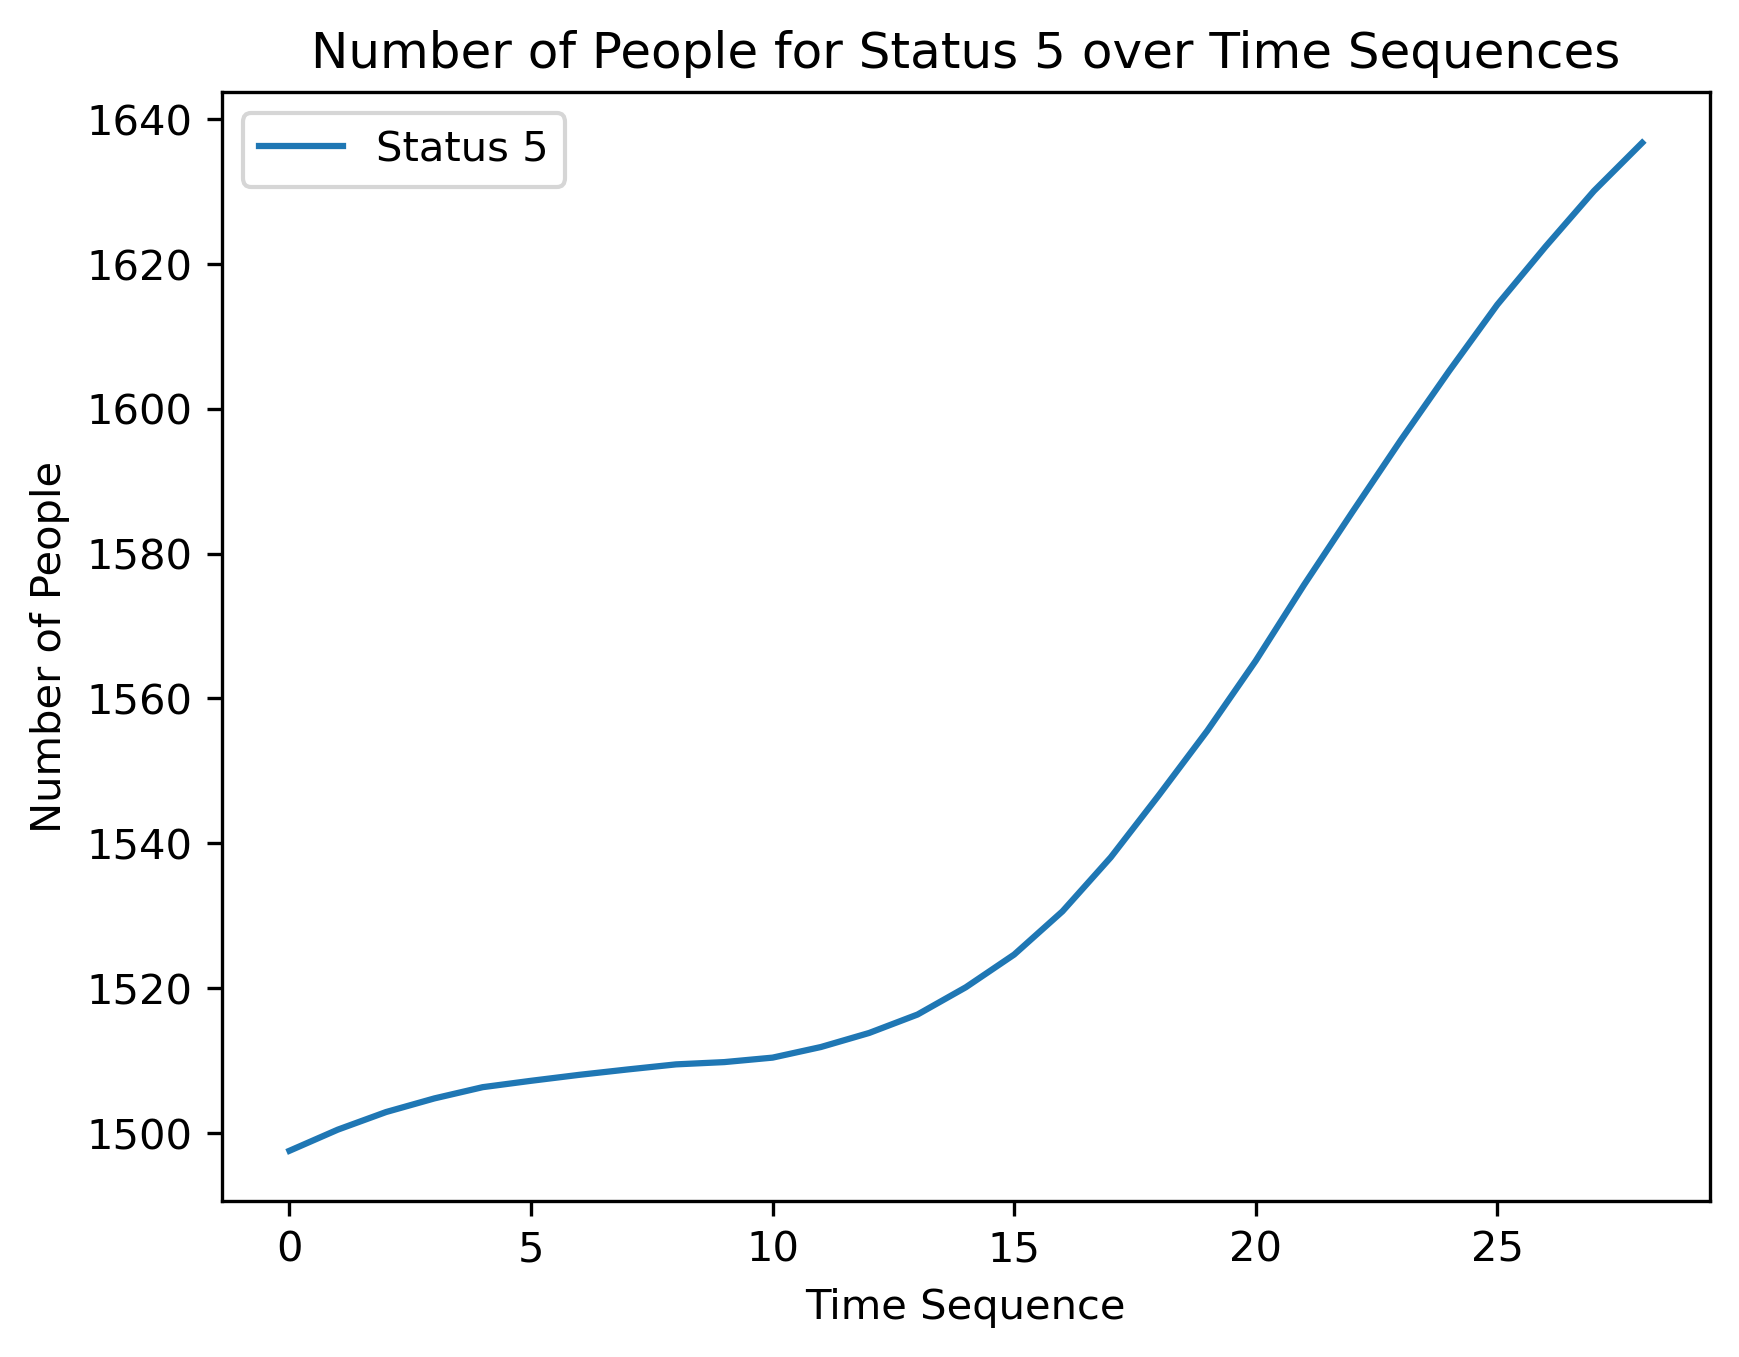 Number of People for Status 5 over Time Sequences
Status 5
Number of People
1640
1620
1600
1580
1560
1540
1520
1500
0 5 10 15 20 25
Time Sequence